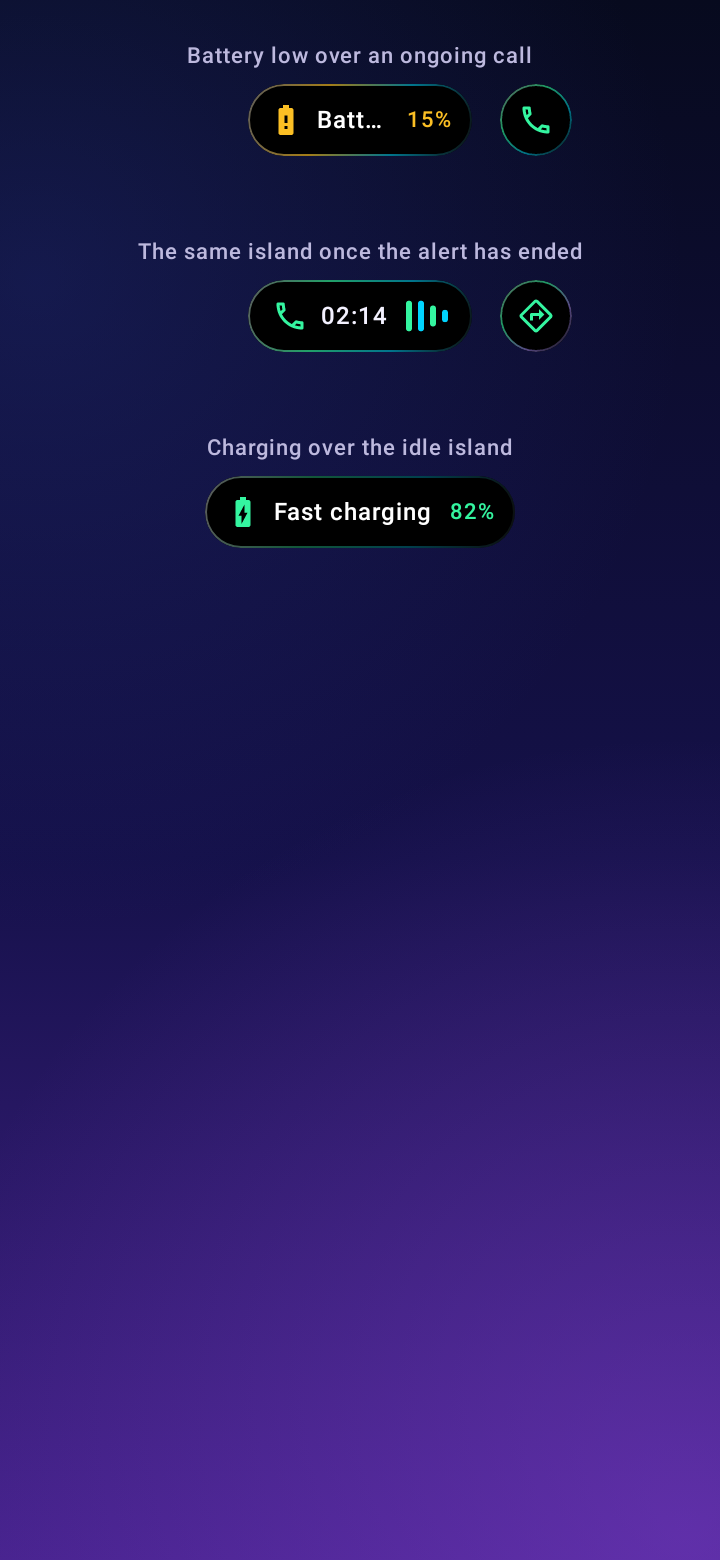 Battery low over an ongoing call
Batt… 15%
The same island once the alert has ended
02:14
Charging over the idle island
Fast charging 82%